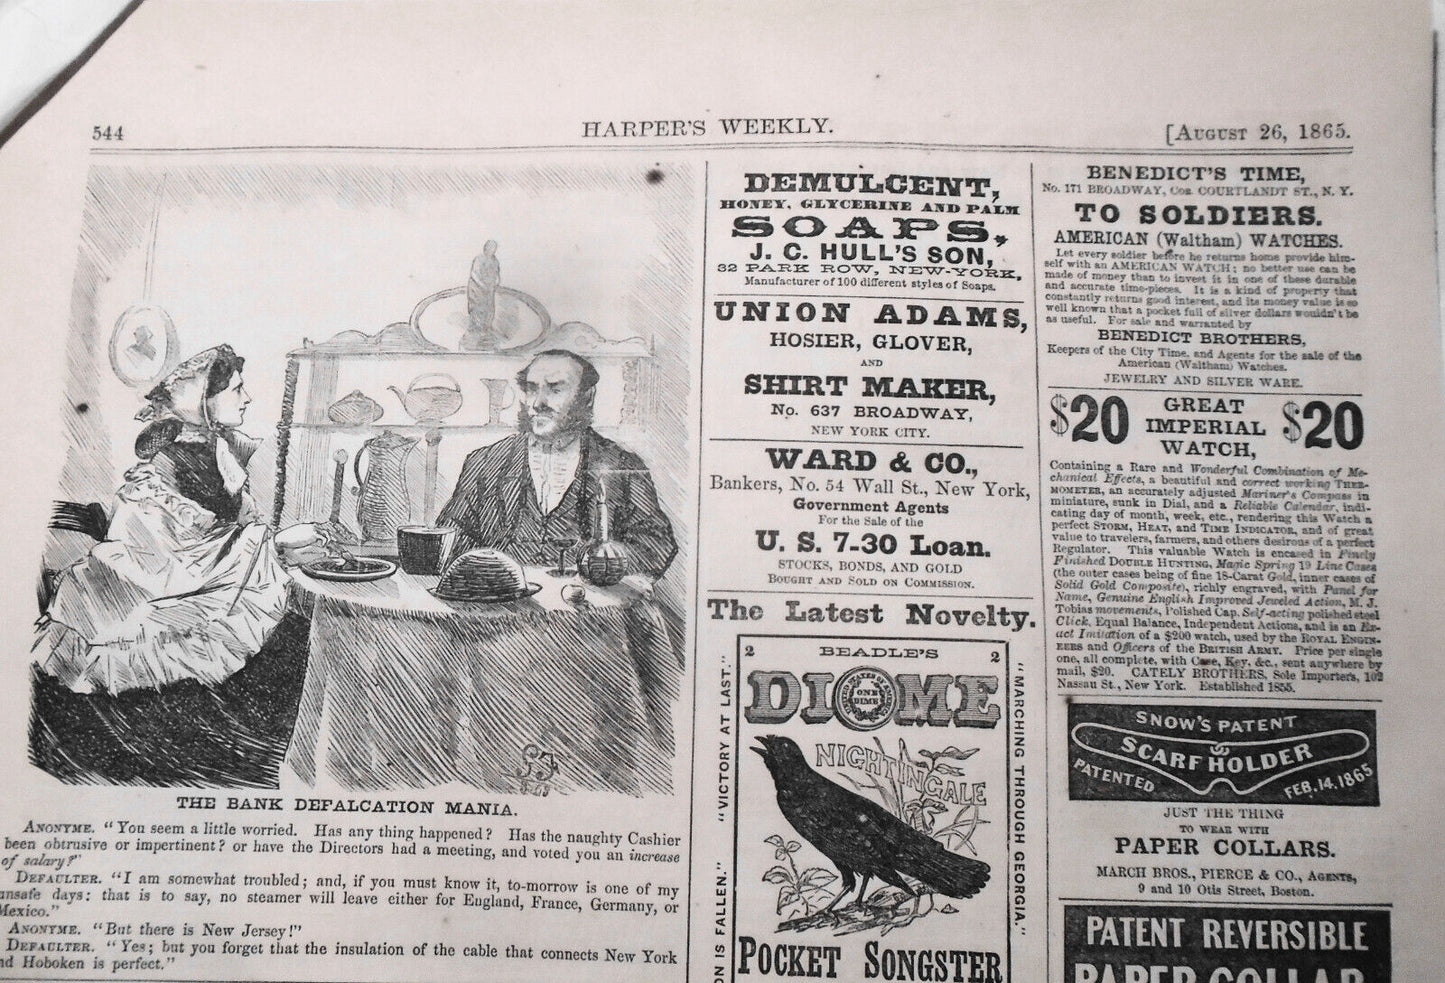 544
HARPER'S WEEKLY.
[AUGUST 26, 1865.
THE BANK DEFALCATION MANIA.
ANONYME. "You seem a little worried. Has any thing happened? Has the naughty Cashier
been obtrusive or impertinent? or have the Directors had a meeting, and voted you an increase
of salary?"
DEFAULTER. "I am somewhat troubled; and, if you must know it, to-morrow is one of my
unsafe days: that is to say, no steamer will leave either for England, France, Germany, or
Mexico."
ANONYME. "But there is New Jersey!"
DEFAULTER. "Yes; but you forget that the insulation of the cable that connects New York
nd Hoboken is perfect."
DEMULCENT,
HONEY, GLYCERINE AND PALM
SOAPS,
J. C. HULL'S SON,
32 PARK ROW, NEW-YORK,
Manufacturer of 100 different styles of Soaps.
UNION ADAMS,
HOSIER, GLOVER,
AND
SHIRT MAKER,
No. 637 BROADWAY,
NEW YORK CITY.
WARD & CO.,
Bankers, No. 54 Wall St., New York,
Government Agents
For the Sale of the
U. S. 7-30 Loan.
STOCKS, BONDS, AND GOLD
BOUGHT AND SOLD ON COMMISSION.
The Latest Novelty.
ON IS FALLEN." "VICTORY AT LAST."
2 BEADLE'S 2
DIME
UNITED STATES OF AMERICA
ONE DIME
NIGHTINGALE
POCKET SONGSTER
"MARCHING THROUGH GEORGIA."
BENEDICT'S TIME,
No. 171 BROADWAY, COR. COURTLANDT ST., N. Y.
TO SOLDIERS.
AMERICAN (Waltham) WATCHES.
Let every soldier before he returns home provide him-
self with an AMERICAN WATCH; no better use can be
made of money than to invest it in one of these durable
and accurate time-pieces. It is a kind of property that
constantly returns good interest, and its money value is so
well known that a pocket full of silver dollars wouldn't be
as useful. For sale and warranted by
BENEDICT BROTHERS,
Keepers of the City Time, and Agents for the sale of the
American (Waltham) Watches.
JEWELRY AND SILVER WARE.
$20 GREAT IMPERIAL WATCH, $20
Containing a Rare and Wonderful Combination of Me-
chanical Effects, a beautiful and correct working THER-
MOMETER, an accurately adjusted Mariner's Compass in
miniature, sunk in Dial, and a Reliable Calendar, indi-
cating day of month, week, etc., rendering this Watch a
perfect STORM, HEAT, and TIME INDICATOR, and of great
value to travelers, farmers, and others desirous of a perfect
Regulator. This valuable Watch is encased in Finely
Finished DOUBLE HUNTING, Magic Spring 19 Line Cases
(the outer cases being of fine 18-Carat Gold, inner cases of
Solid Gold Composite), richly engraved, with Panel for
Name, Genuine English Improved Jeweled Action, M. J.
Tobias movements, Polished Cap, Self-acting polished steel
Click, Equal Balance, Independent Actions, and is an Ex-
act Imitation of a $200 watch, used by the ROYAL ENGIN-
EERS and Officers of the BRITISH ARMY. Price per single
one, all complete, with Case, Key, &c., sent anywhere by
mail, $20. CATELY BROTHERS, Sole Importers, 102
Nassau St., New York. Established 1855.
SNOW'S PATENT
SCARF HOLDER
PATENTED FEB. 14. 1865
JUST THE THING
TO WEAR WITH
PAPER COLLARS.
MARCH BROS., PIERCE & CO., AGENTS,
9 and 10 Otis Street, Boston.
PATENT REVERSIBLE
PAPER COLLAR